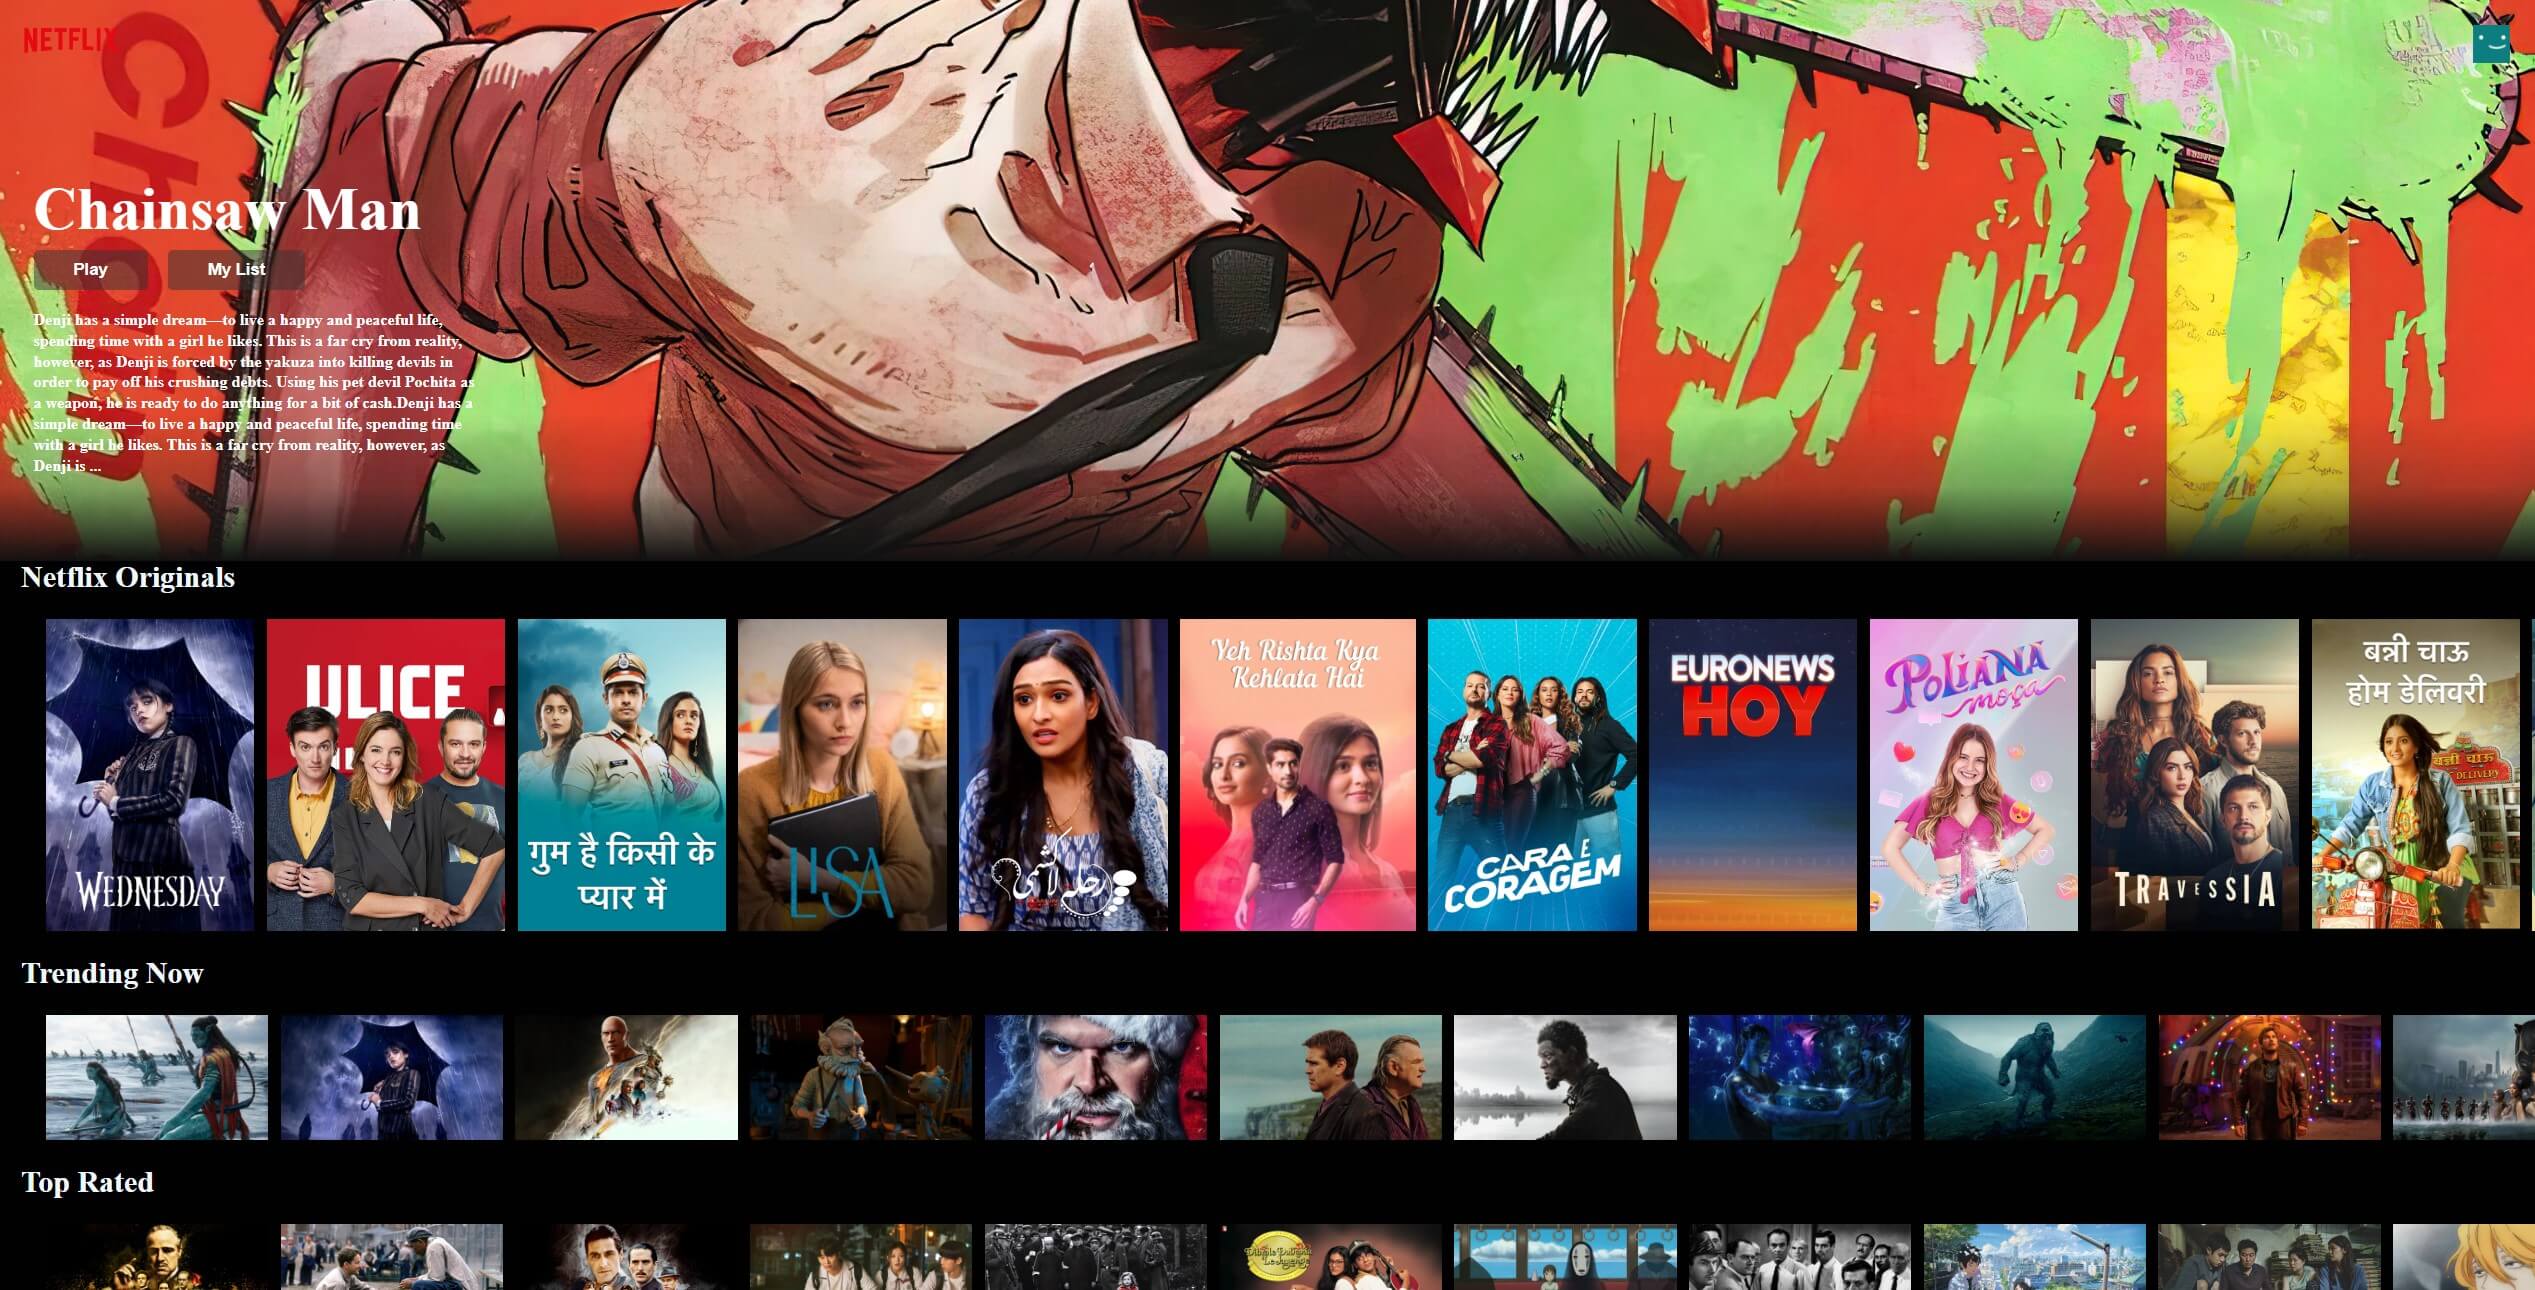 NETFLIX
Chain
Chainsaw Man
Play
My List
Denji has a simple dream—to live a happy and peaceful life,
spending time with a girl he likes. This is a far cry from reality,
however, as Denji is forced by the yakuza into killing devils in
order to pay off his crushing debts. Using his pet devil Pochita as
a weapon, he is ready to do anything for a bit of cash.Denji has a
simple dream—to live a happy and peaceful life, spending time
with a girl he likes. This is a far cry from reality, however, as
Denji is ...
Netflix Originals
WEDNESDAY
ULICE
गुम है किसी के
प्यार में
LISA
رحلة لاكشمي
Yeh Rishta Kya
Kehlata Hai
CARA E
CORAGEM
EURONEWS
HOY
POLIANA
moça
TRAVESSIA
बन्नी चाऊ
होम डेलिवरी
बन्नी चाऊ
DELIVERY
Trending Now
Top Rated